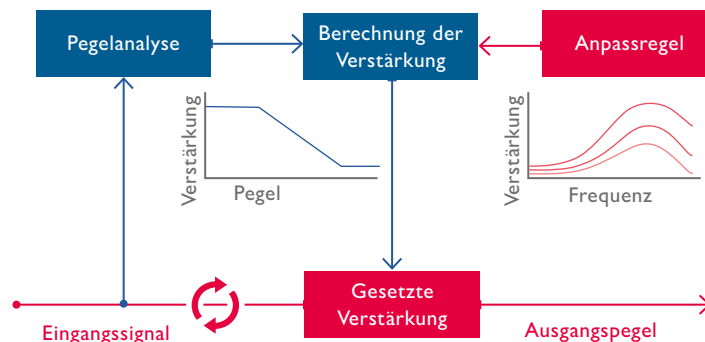 Pegelanalyse
Berechnung der
Verstärkung
Anpassregel
Verstärkung
Pegel
Verstärkung
Frequenz
Gesetzte
Verstärkung
Eingangssignal
Ausgangspegel